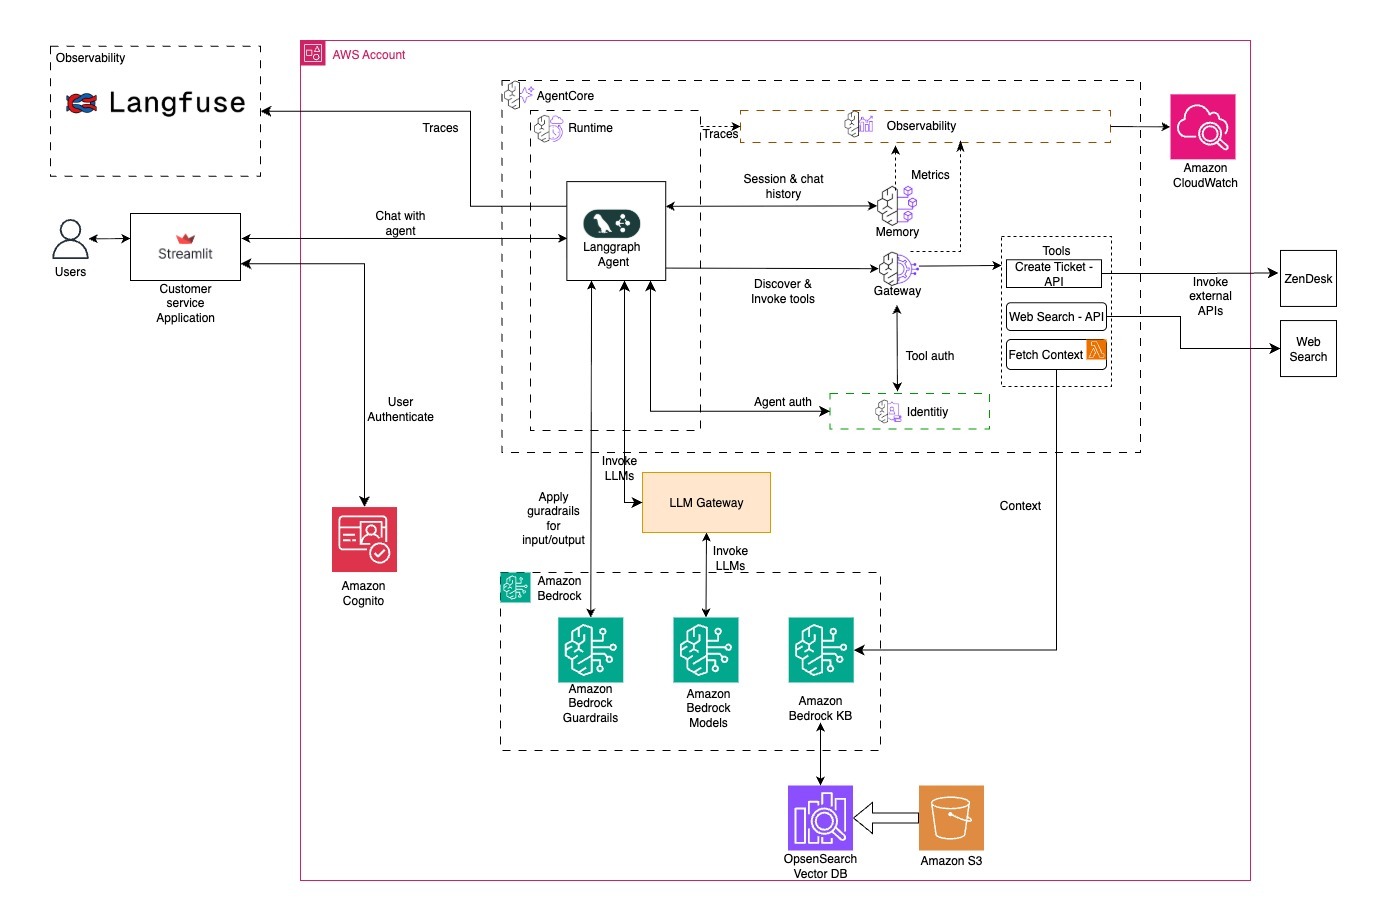 Observability
Langfuse
AWS Account
AgentCore
Runtime
Traces
Traces
Observability
Amazon
CloudWatch
Session & chat
history
Metrics
Memory
Chat with
agent
Langgraph
Agent
Users
Streamlit
Customer
service
Application
Discover &
Invoke tools
Gateway
Tools
Create Ticket -
API
Web Search - API
Fetch Context
Invoke
external
APIs
ZenDesk
Web
Search
Tool auth
Agent auth
Identitiy
User
Authenticate
Invoke
LLMs
LLM Gateway
Apply
guradrails
for
input/output
Context
Invoke
LLMs
Amazon
Cognito
Amazon
Bedrock
Amazon
Bedrock
Guardrails
Amazon
Bedrock
Models
Amazon
Bedrock KB
OpsenSearch
Vector DB
Amazon S3